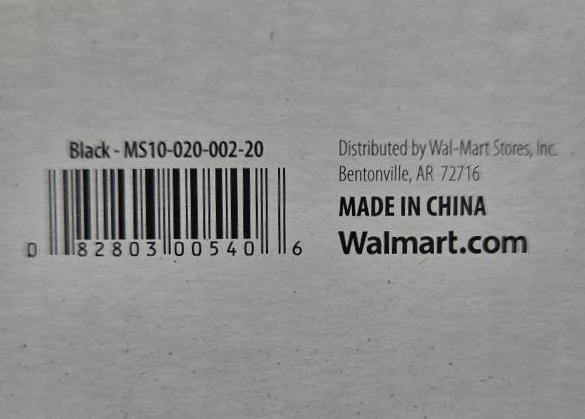 Black - MS10-020-002-20
0 82803 00540 6
Distributed by Wal-Mart Stores, Inc.
Bentonville, AR 72716
MADE IN CHINA
Walmart.com